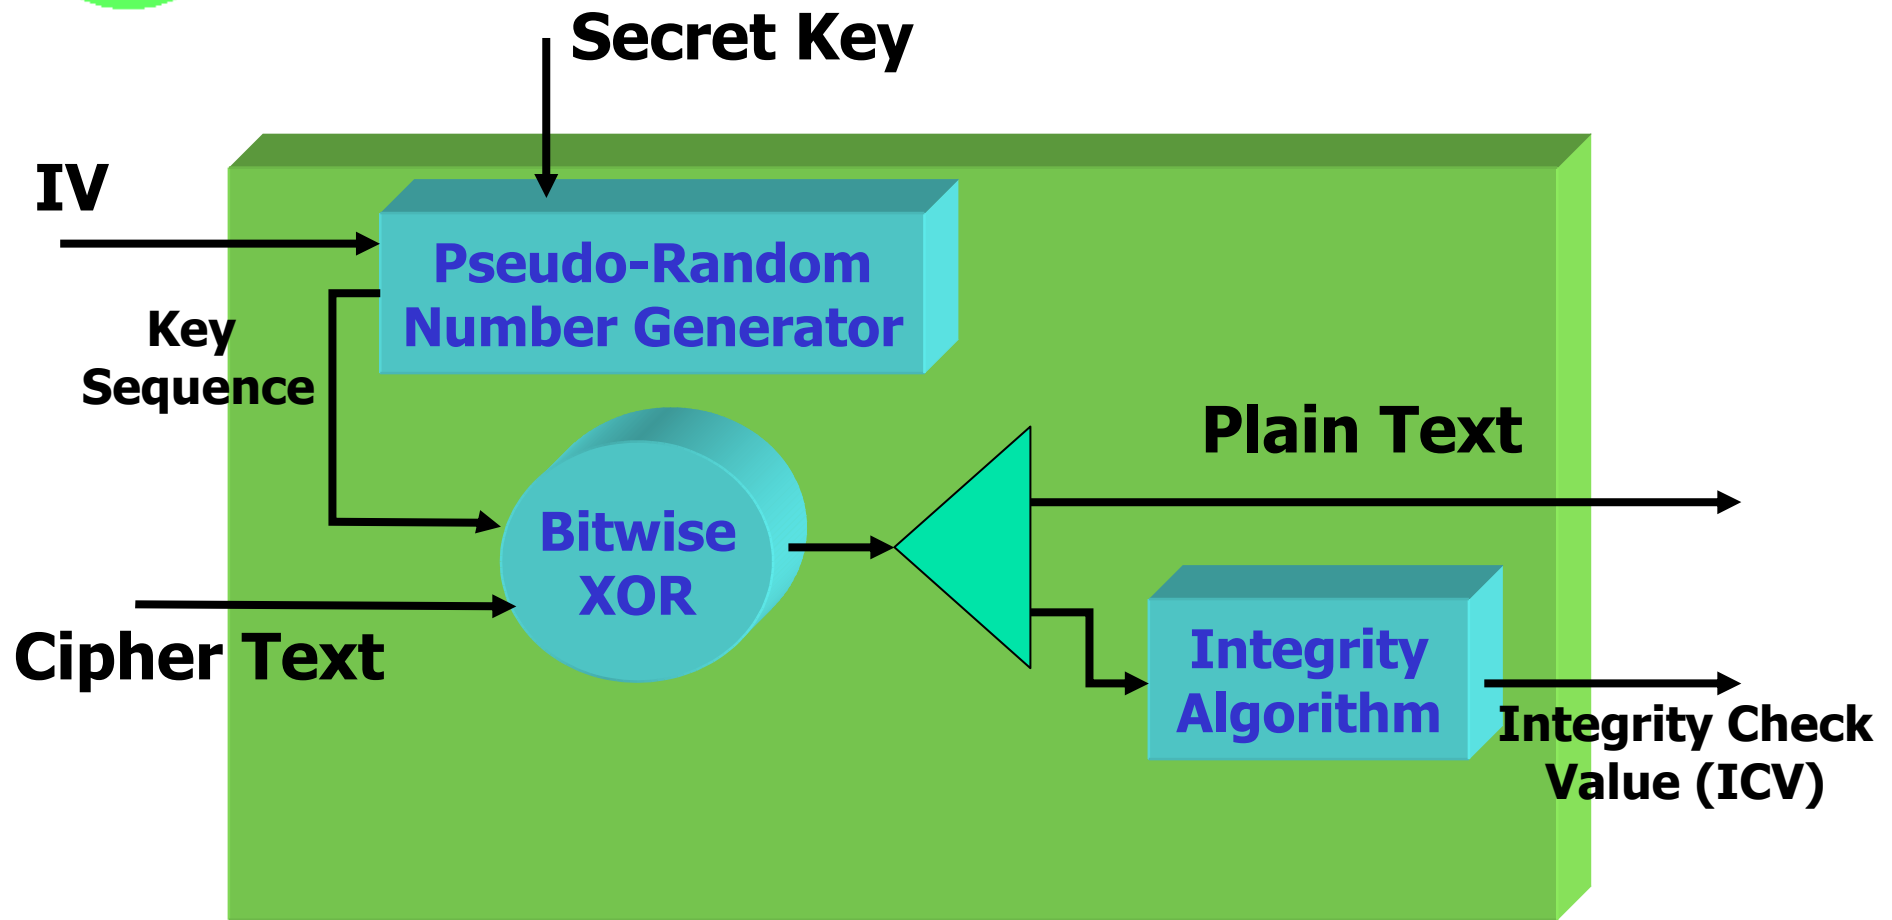 Secret Key
IV
Pseudo-Random
Number Generator
Key
Sequence
Plain Text
Bitwise
XOR
Cipher Text
Integrity
Algorithm
Integrity Check
Value (ICV)